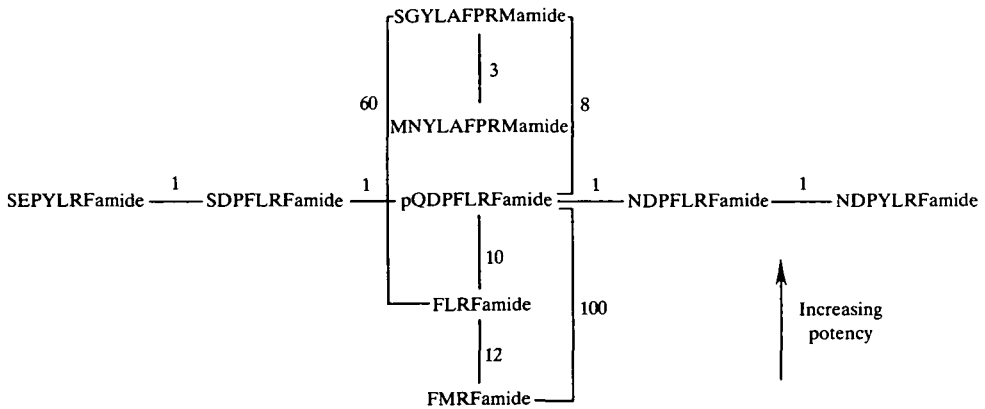 SGYLAFPRMamide
3
60
8
MNYLAFPRMamide
SEPYLRFamide 1 SDPFLRFamide 1 pQDPFLRFamide 1 NDPFLRFamide 1 NDPYLRFamide
10
FLRFamide
100
Increasing
potency
12
FMRFamide